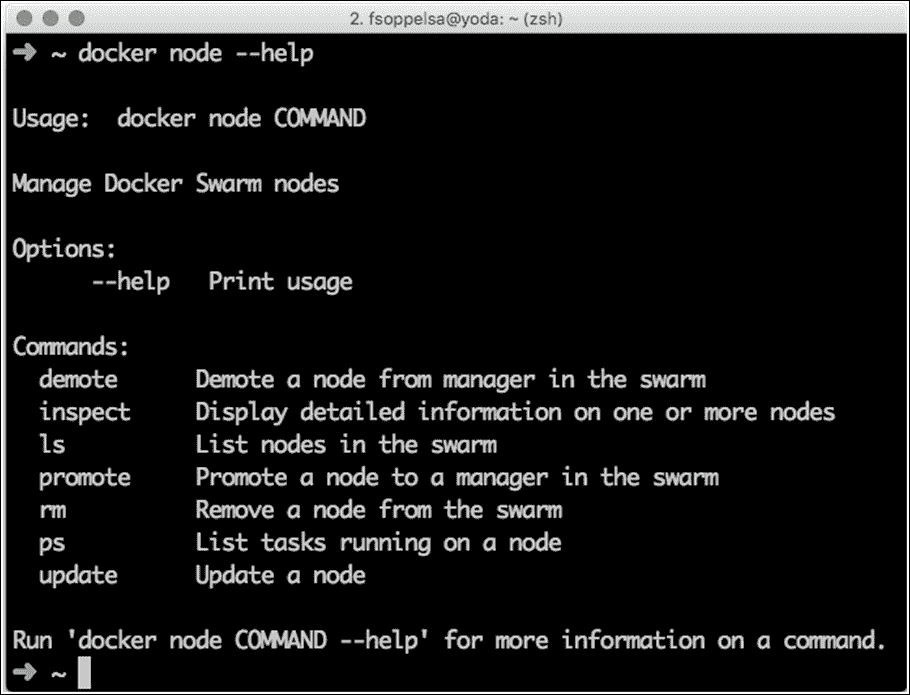 2. fsoppelsa@yoda: ~ (zsh)
➜ ~ docker node --help
Usage:  docker node COMMAND
Manage Docker Swarm nodes
Options:
      --help   Print usage
Commands:
  demote      Demote a node from manager in the swarm
  inspect     Display detailed information on one or more nodes
  ls          List nodes in the swarm
  promote     Promote a node to a manager in the swarm
  rm          Remove a node from the swarm
  ps          List tasks running on a node
  update      Update a node
Run 'docker node COMMAND --help' for more information on a command.
➜ ~